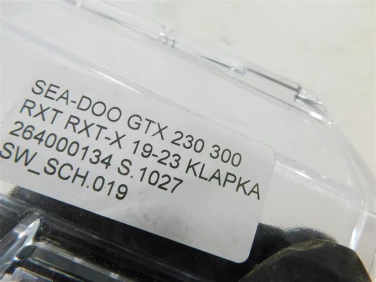 SEA-DOO GTX 230 300
RXT RXT-X 19-23 KLAPKA
264000134 S.1027
SW_SCH.019